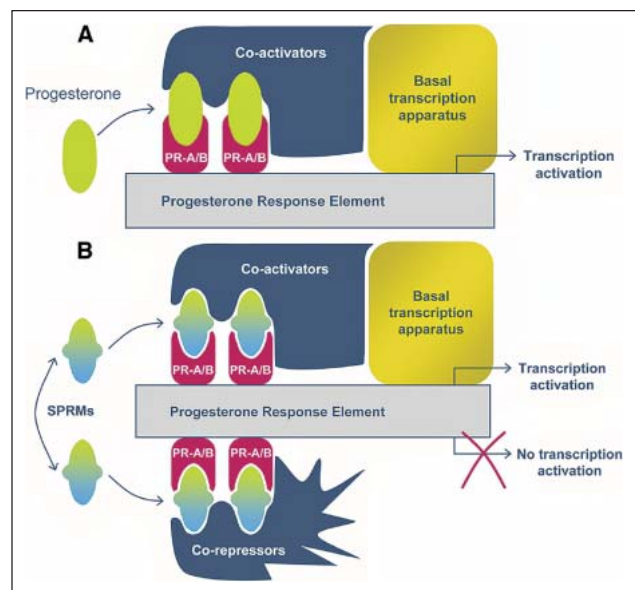 A
Co-activators
Progesterone
Basal
transcription
apparatus
PR-A/B
PR-A/B
Transcription
activation
Progesterone Response Element
B
Co-activators
Basal
transcription
apparatus
PR-A/B
PR-A/B
SPRMs
Transcription
activation
Progesterone Response Element
PR-A/B
PR-A/B
No transcription
activation
Co-repressors